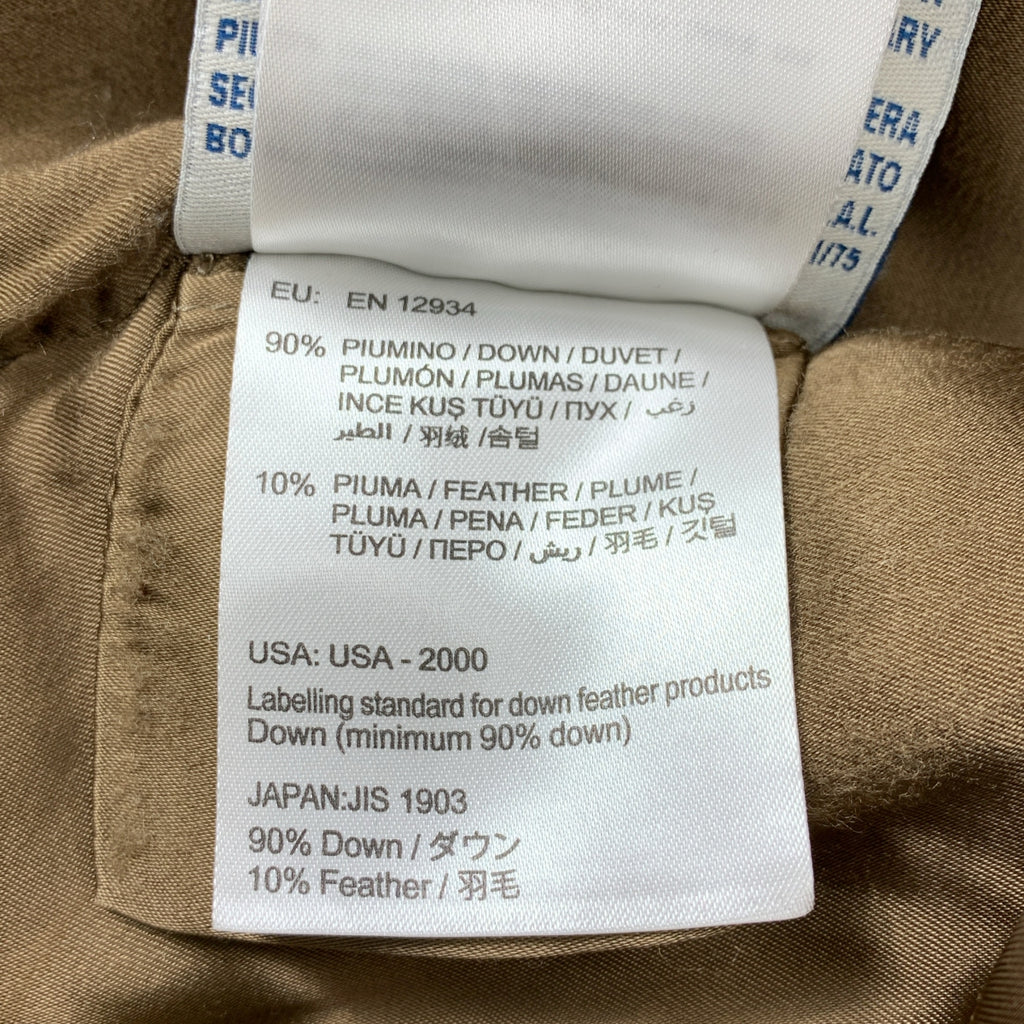 EU: EN 12934
90% PIUMINO / DOWN / DUVET /
PLUMÓN / PLUMAS / DAUNE /
INCE KUŞ TÜYÜ / ПУХ / زغب
الطير / 羽绒 /솜털
10% PIUMA / FEATHER / PLUME /
PLUMA / PENA / FEDER / KUŞ
TÜYÜ / ПЕРО / ريش / 羽毛 / 깃털
USA: USA - 2000
Labelling standard for down feather products
Down (minimum 90% down)
JAPAN:JIS 1903
90% Down / ダウン
10% Feather / 羽毛